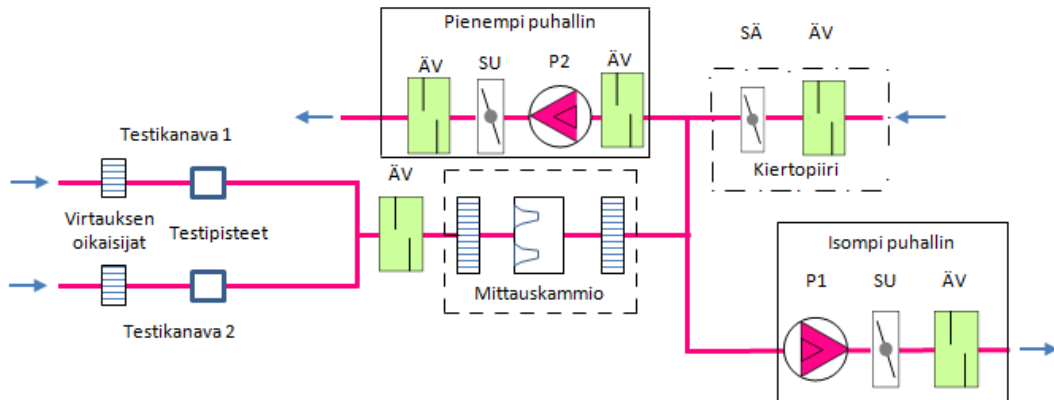 Pienempi puhallin
ÄV
SU
P2
ÄV
SÄ
ÄV
Kiertopiiri
Testikanava 1
Virtauksen
oikaisijat
Testipisteet
Testikanava 2
ÄV
Mittauskammio
Isompi puhallin
P1
SU
ÄV